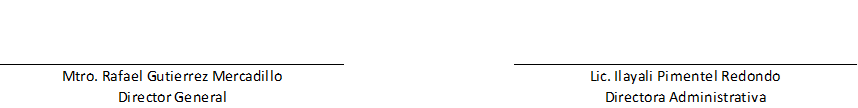 Mtro. Rafael Gutierrez Mercadillo
Director General
Lic. Ilayali Pimentel Redondo
Directora Administrativa